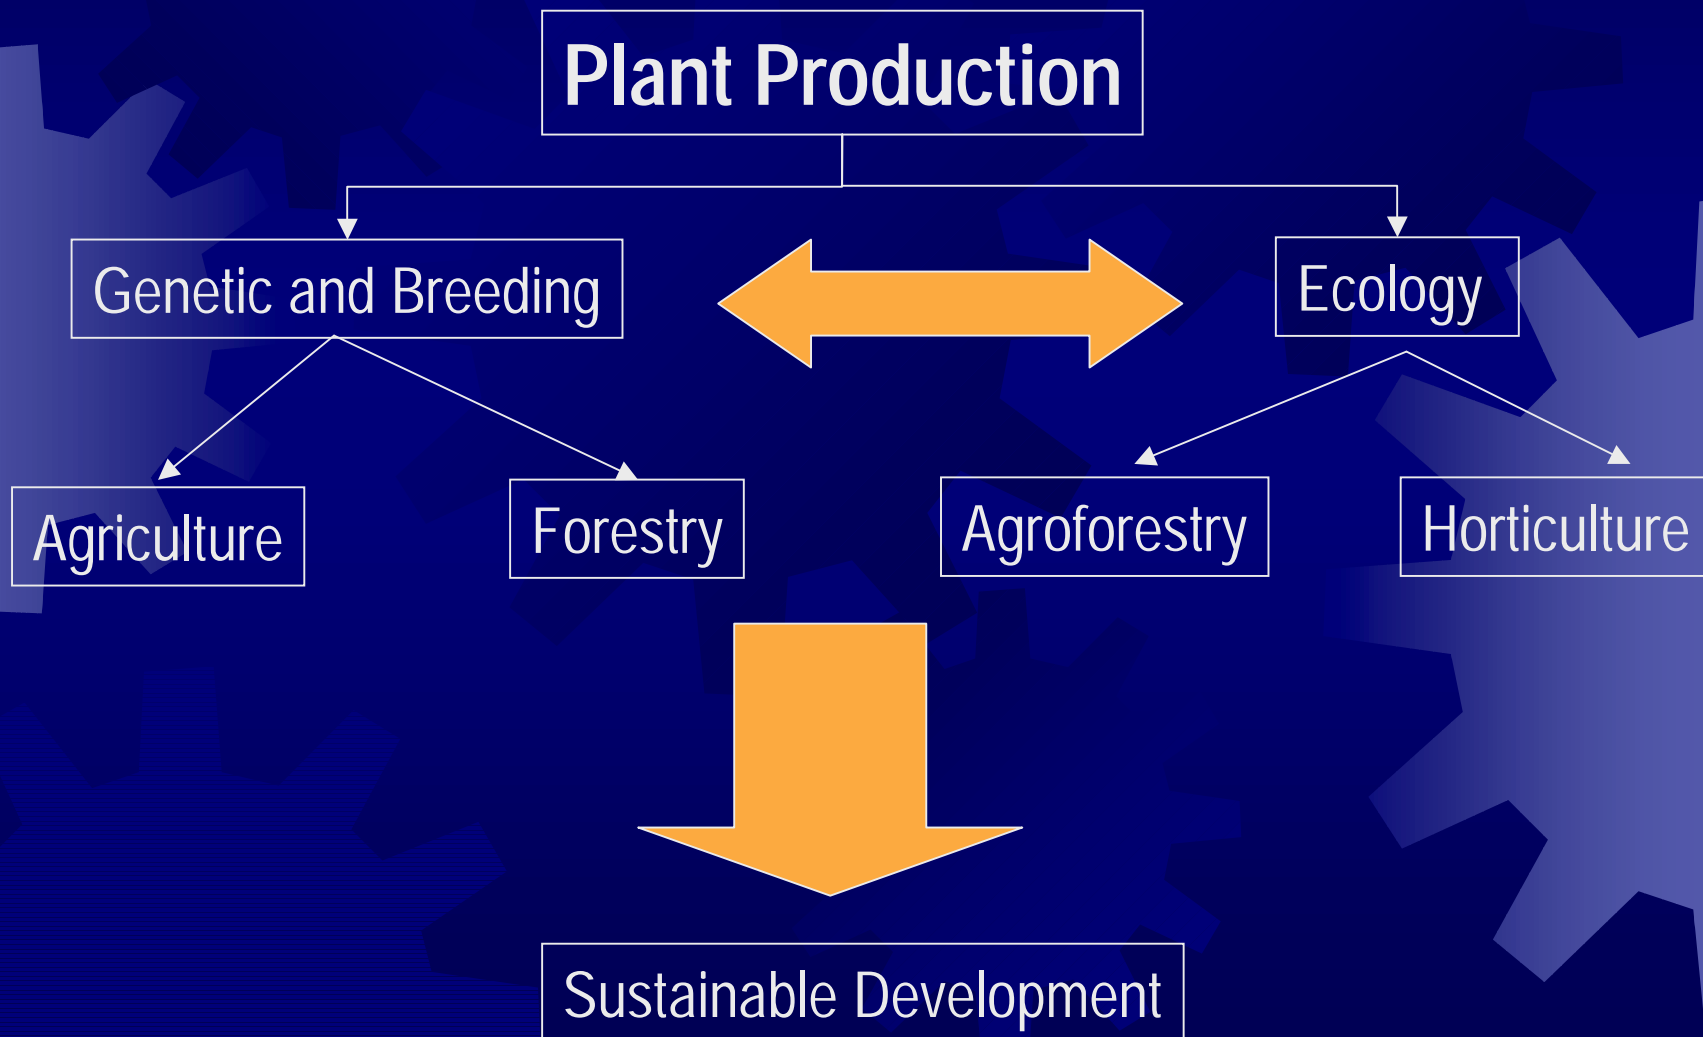 Plant Production
Genetic and Breeding
Ecology
Agriculture
Forestry
Agroforestry
Horticulture
Sustainable Development